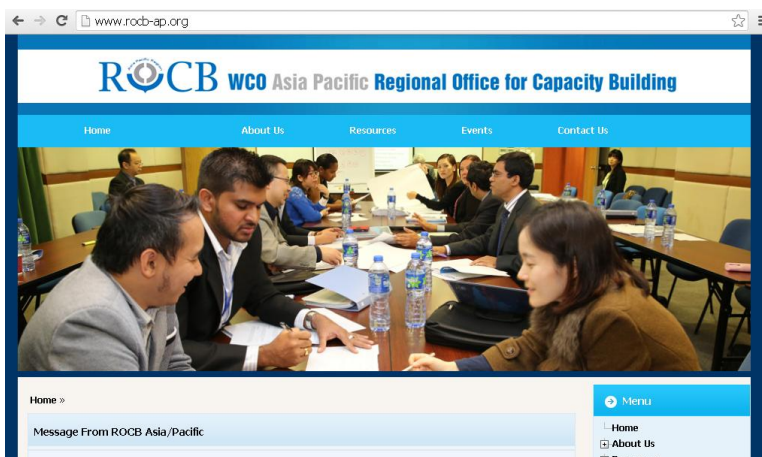 www.rocb-ap.org
ROCB WCO Asia Pacific Regional Office for Capacity Building
Home About Us Resources Events Contact Us
Home »
Message From ROCB Asia/Pacific
Menu
Home
About Us